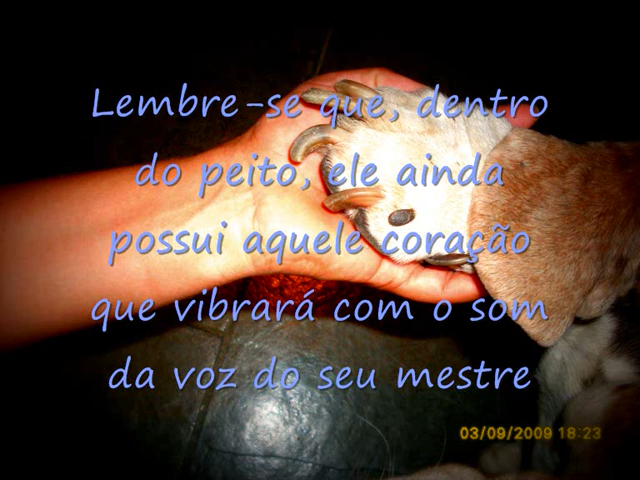 Lembre-se que, dentro
do peito, ele ainda
possui aquele coração
que vibrará com o som
da voz do seu mestre
03/09/2009 18:23